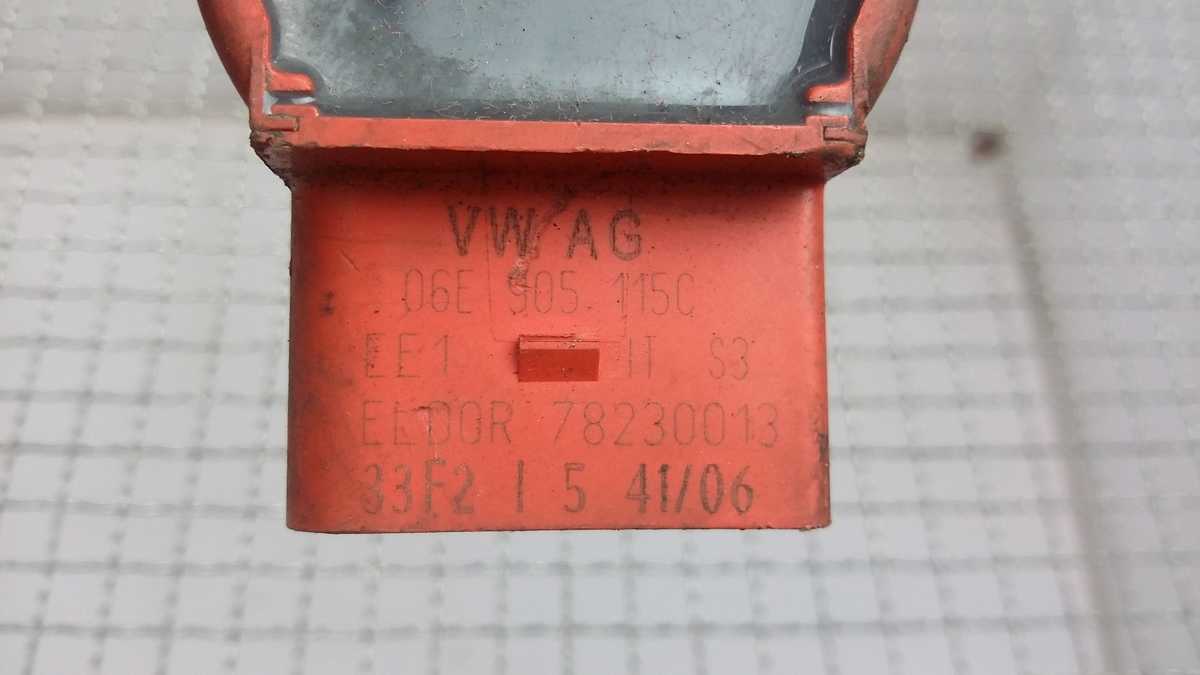 VW AG
06E 905 115C
EE1 IT S3
ELDOR 78230013
33F2 I 5 41/06